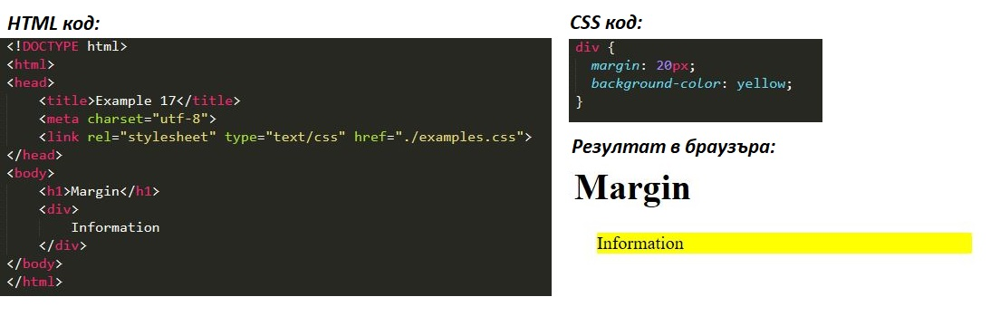 HTML код:
<!DOCTYPE html>
<html>
<head>
    <title>Example 17</title>
    <meta charset="utf-8">
    <link rel="stylesheet" type="text/css" href="./examples.css">
</head>
<body>
    <h1>Margin</h1>
    <div>
        Information
    </div>
</body>
</html>
CSS код:
div {
  margin: 20px;
  background-color: yellow;
}
Резултат в браузъра:
Margin
Information